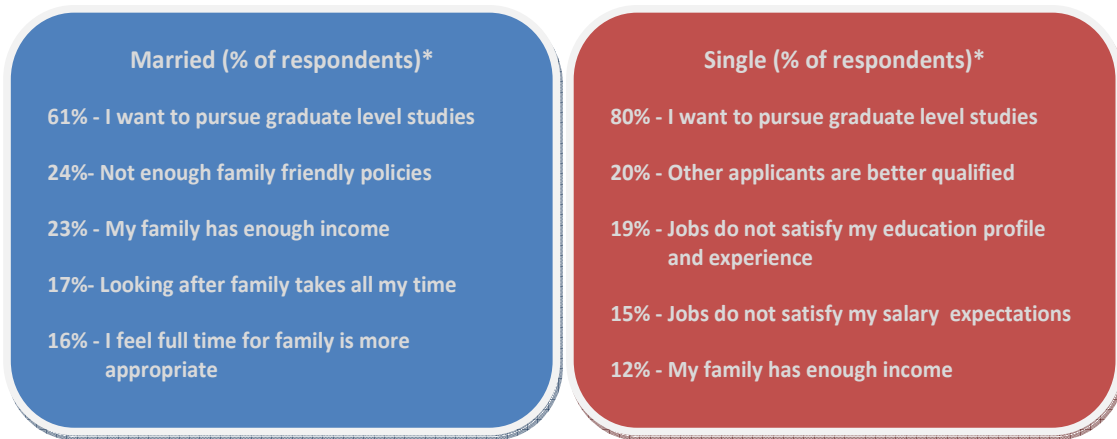 Married (% of respondents)*
61% - I want to pursue graduate level studies
24%- Not enough family friendly policies
23% - My family has enough income
17%- Looking after family takes all my time
16% - I feel full time for family is more
appropriate
Single (% of respondents)*
80% - I want to pursue graduate level studies
20% - Other applicants are better qualified
19% - Jobs do not satisfy my education profile
and experience
15% - Jobs do not satisfy my salary expectations
12% - My family has enough income